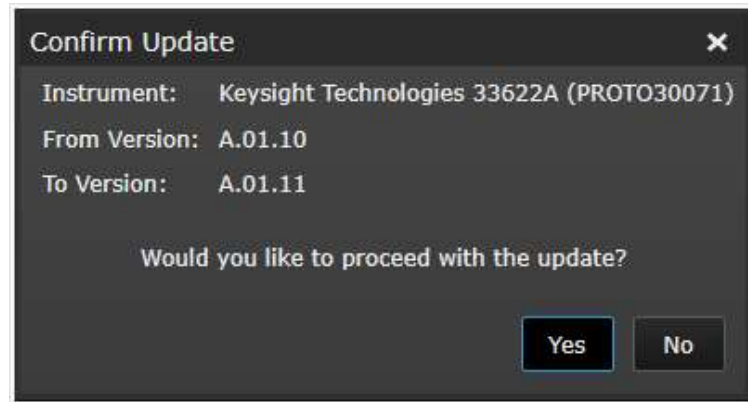 Confirm Update
Instrument: Keysight Technologies 33622A (PROTO30071)
From Version: A.01.10
To Version: A.01.11
Would you like to proceed with the update?
Yes No